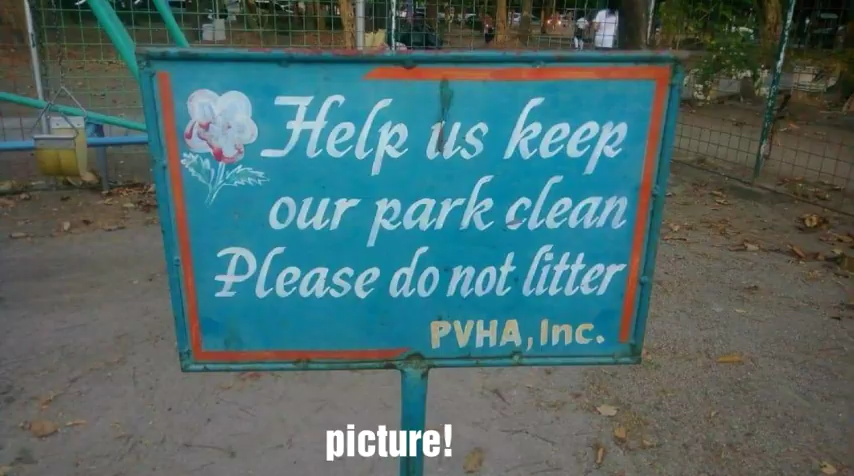 Help us keep
our park clean
Please do not litter
PVHA, Inc.
picture!